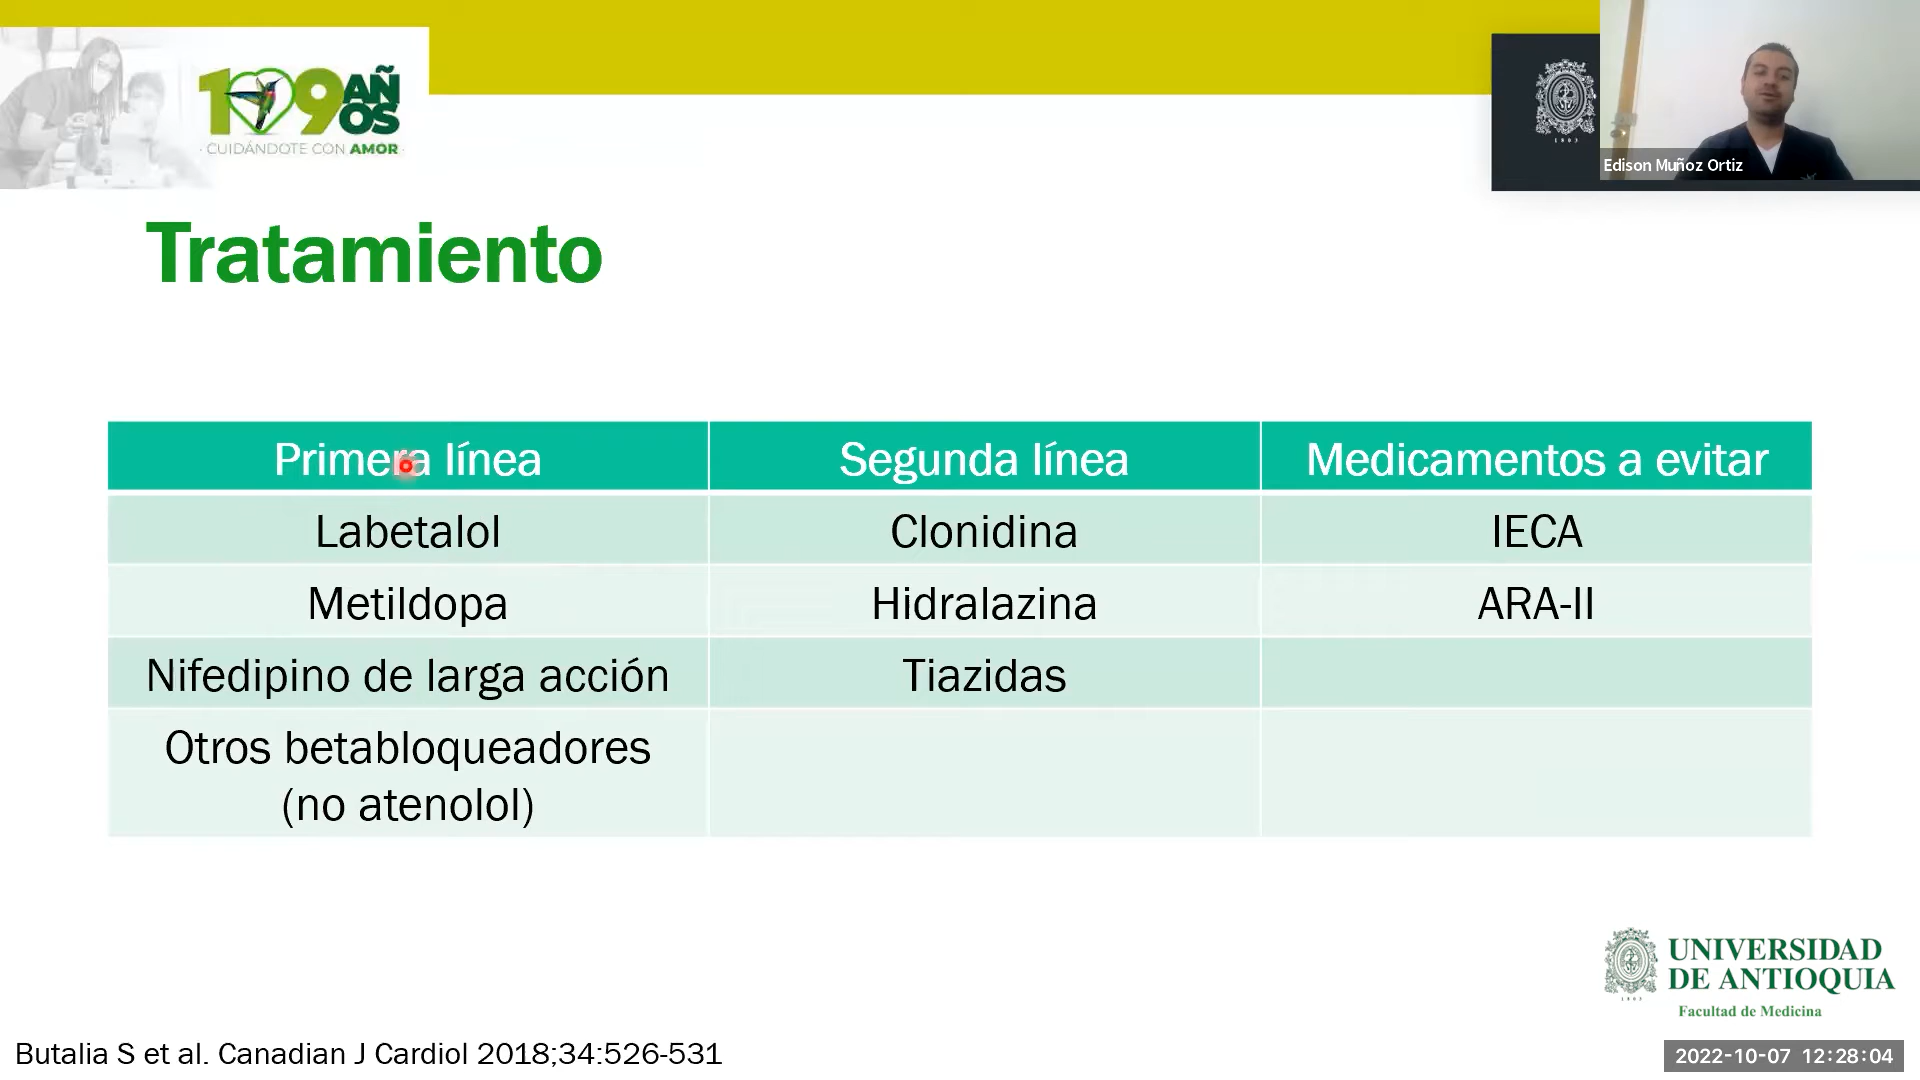 109 AÑOS
· CUIDÁNDOTE CON AMOR ·
1803
Edison Muñoz Ortiz
Tratamiento
Primera línea Segunda línea Medicamentos a evitar
Labetalol Clonidina IECA
Metildopa Hidralazina ARA-II
Nifedipino de larga acción Tiazidas
Otros betabloqueadores
(no atenolol)
1803
UNIVERSIDAD
DE ANTIOQUIA
Facultad de Medicina
Butalia S et al. Canadian J Cardiol 2018;34:526-531
2022-10-07 12:28:04